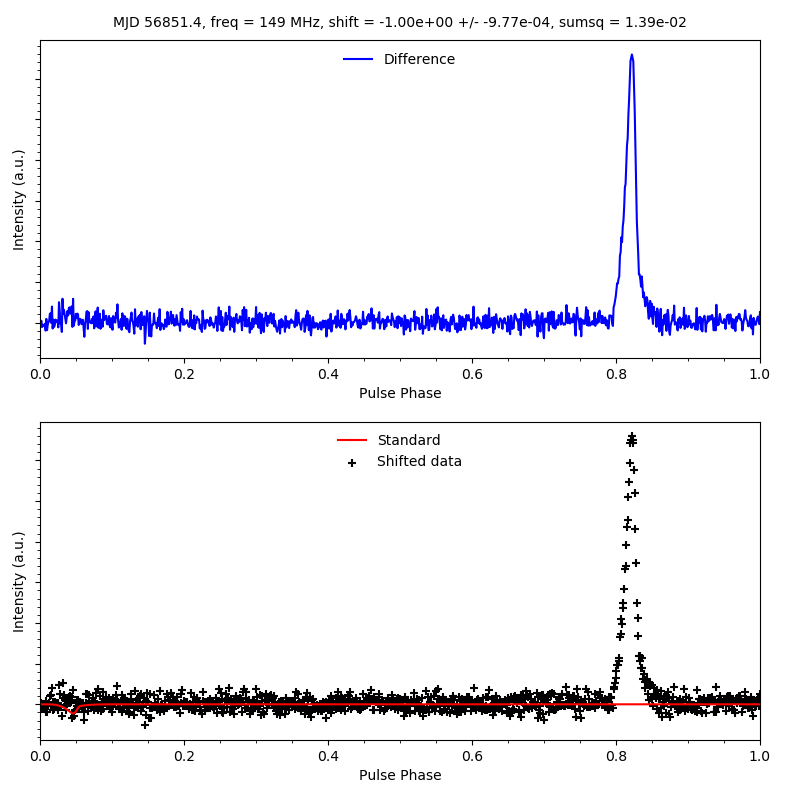 MJD 56851.4, freq = 149 MHz, shift = -1.00e+00 +/- -9.77e-04, sumsq = 1.39e-02
Difference
Intensity (a.u.)
0.0 0.2 0.4 0.6 0.8 1.0
Pulse Phase
Standard
Shifted data
Intensity (a.u.)
0.0 0.2 0.4 0.6 0.8 1.0
Pulse Phase